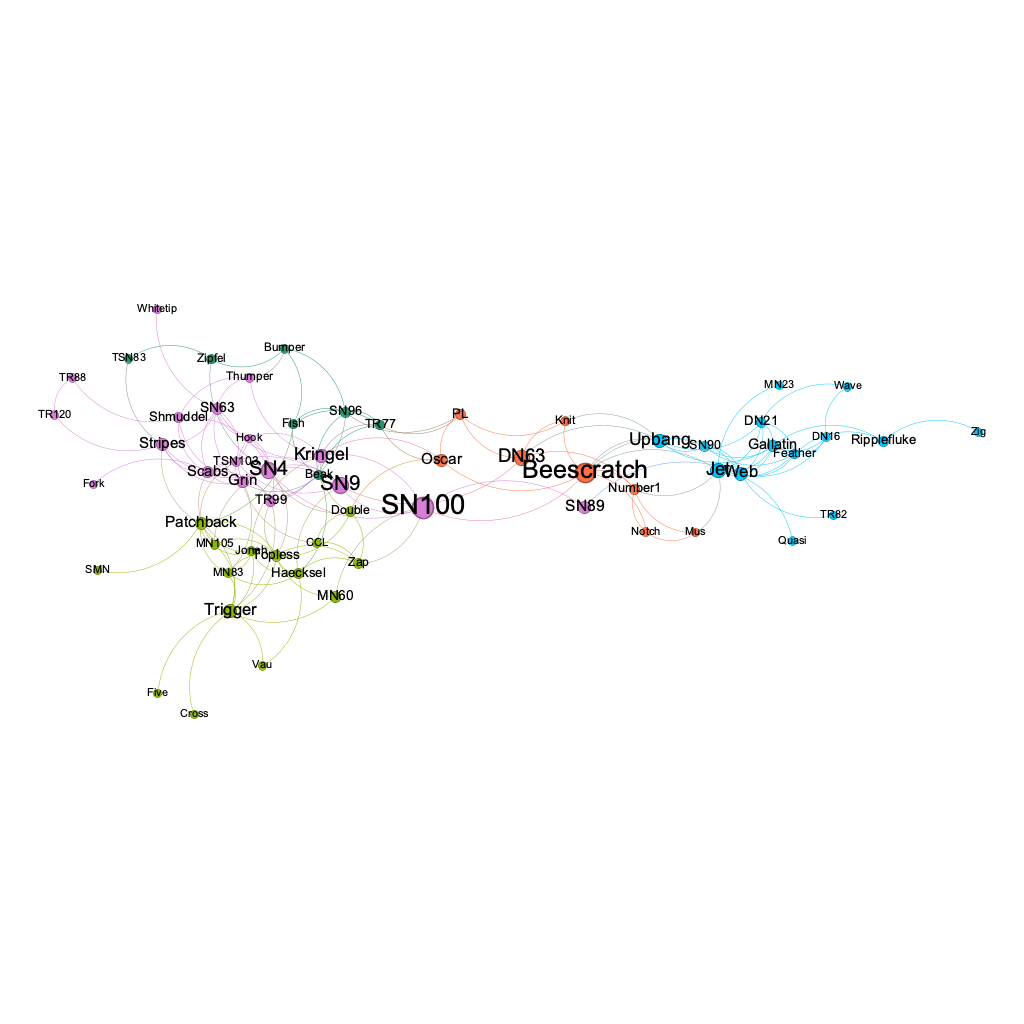 Whitetip
Bumper
TSN83
Zipfel
TR88
Thumper
MN23
Wave
TR120
Shmuddel
SN63
SN96
PL
Fish
TR77
Knit
DN21
Hook
Stripes
Upbang
SN90
Gallatin
DN16
Ripplefluke
Zig
Kringel
Oscar
DN63
Feather
TSN103
Scabs
SN4
Beak
Beescratch
Jet
Web
Fork
Grin
SN9
Number1
TR99
SN100
SN89
Double
TR82
Patchback
Notch
Mus
Quasi
MN105
Jonah
CCL
Topless
Zap
SMN
MN83
Haecksel
MN60
Trigger
Vau
Five
Cross